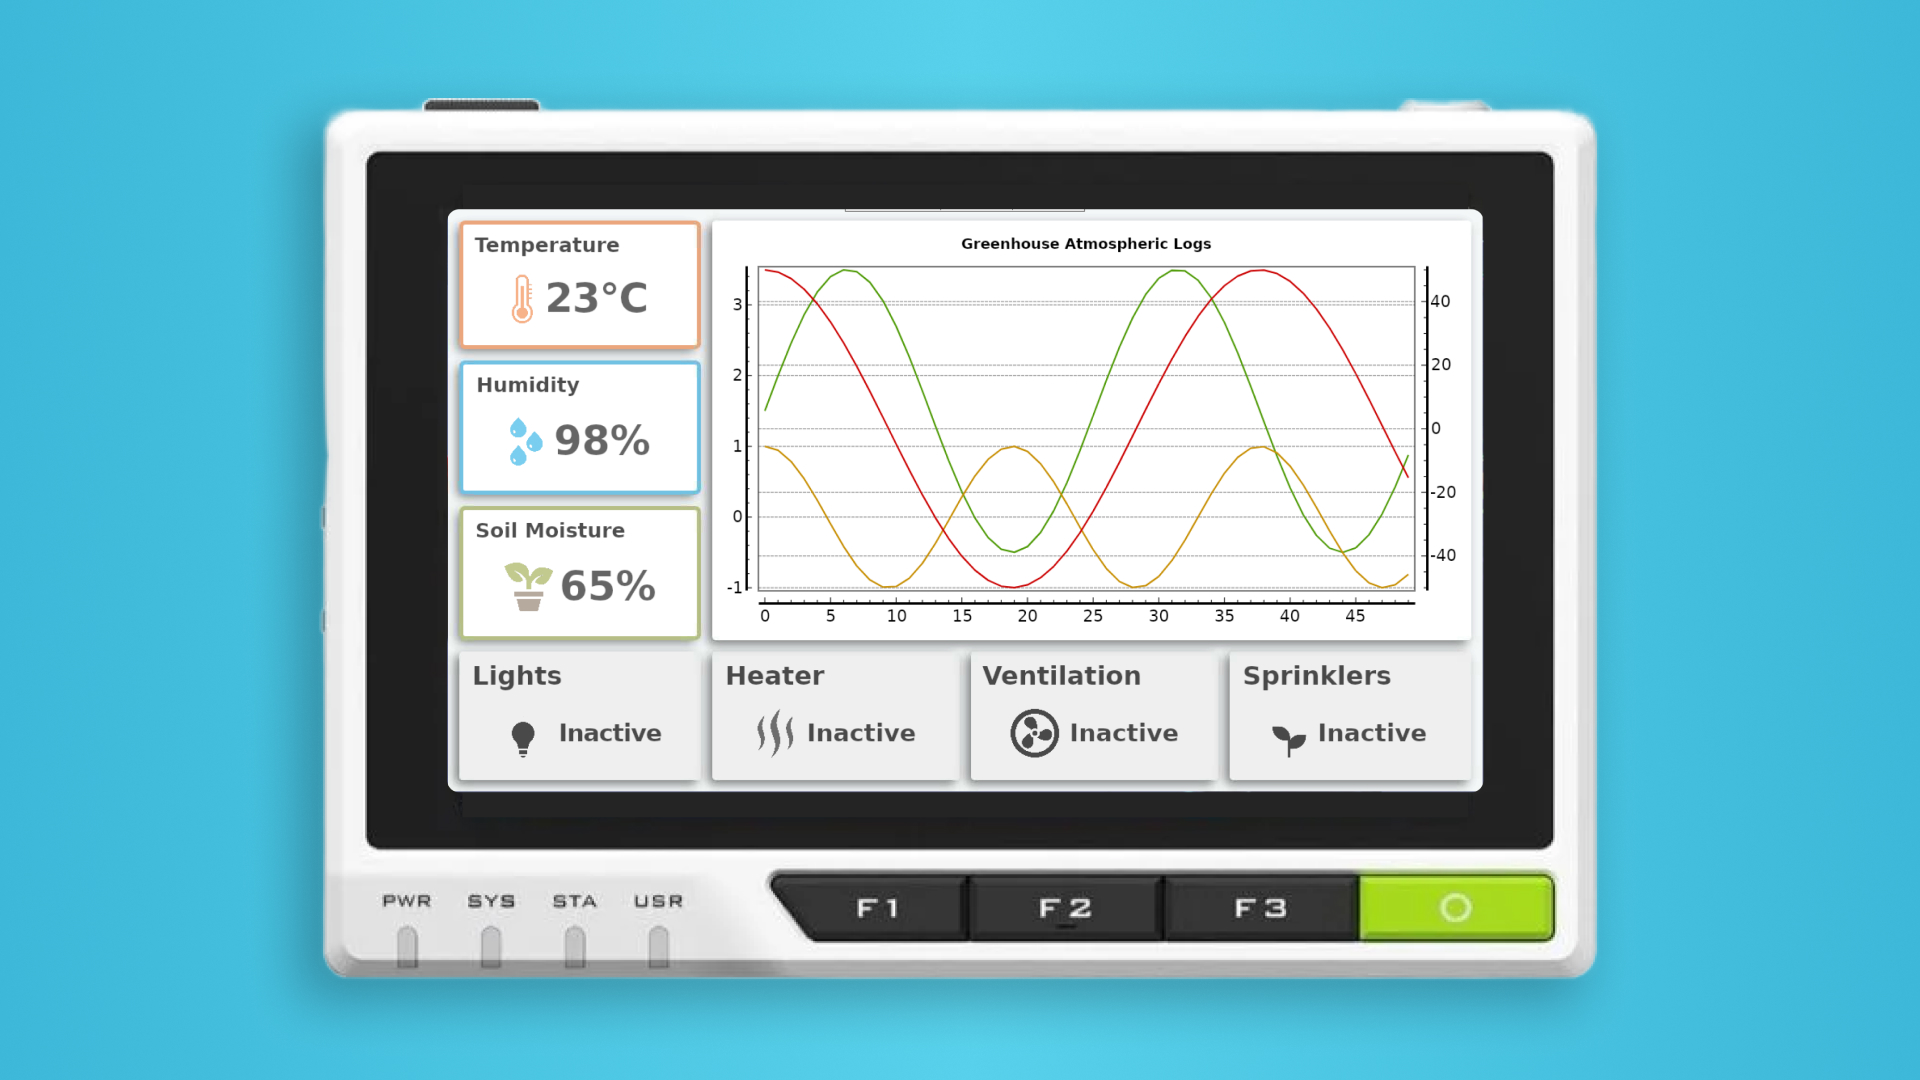 Temperature
23°C
Humidity
98%
Soil Moisture
65%
Greenhouse Atmospheric Logs
3
2
1
0
-1
40
20
0
-20
-40
0 5 10 15 20 25 30 35 40 45
Lights
Inactive
Heater
Inactive
Ventilation
Inactive
Sprinklers
Inactive
PWR SYS STA USR
F1 F2 F3